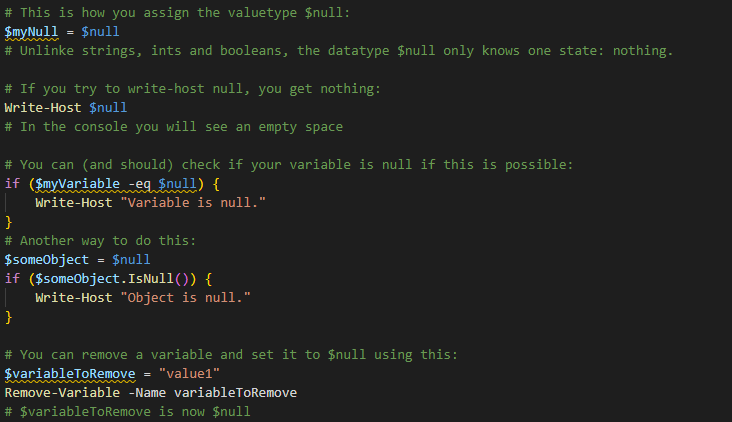 # This is how you assign the valuetype $null:
$myNull = $null
# Unlinke strings, ints and booleans, the datatype $null only knows one state: nothing.
# If you try to write-host null, you get nothing:
Write-Host $null
# In the console you will see an empty space
# You can (and should) check if your variable is null if this is possible:
if ($myVariable -eq $null) {
    Write-Host "Variable is null."
}
# Another way to do this:
$someObject = $null
if ($someObject.IsNull()) {
    Write-Host "Object is null."
}
# You can remove a variable and set it to $null using this:
$variableToRemove = "value1"
Remove-Variable -Name variableToRemove
# $variableToRemove is now $null